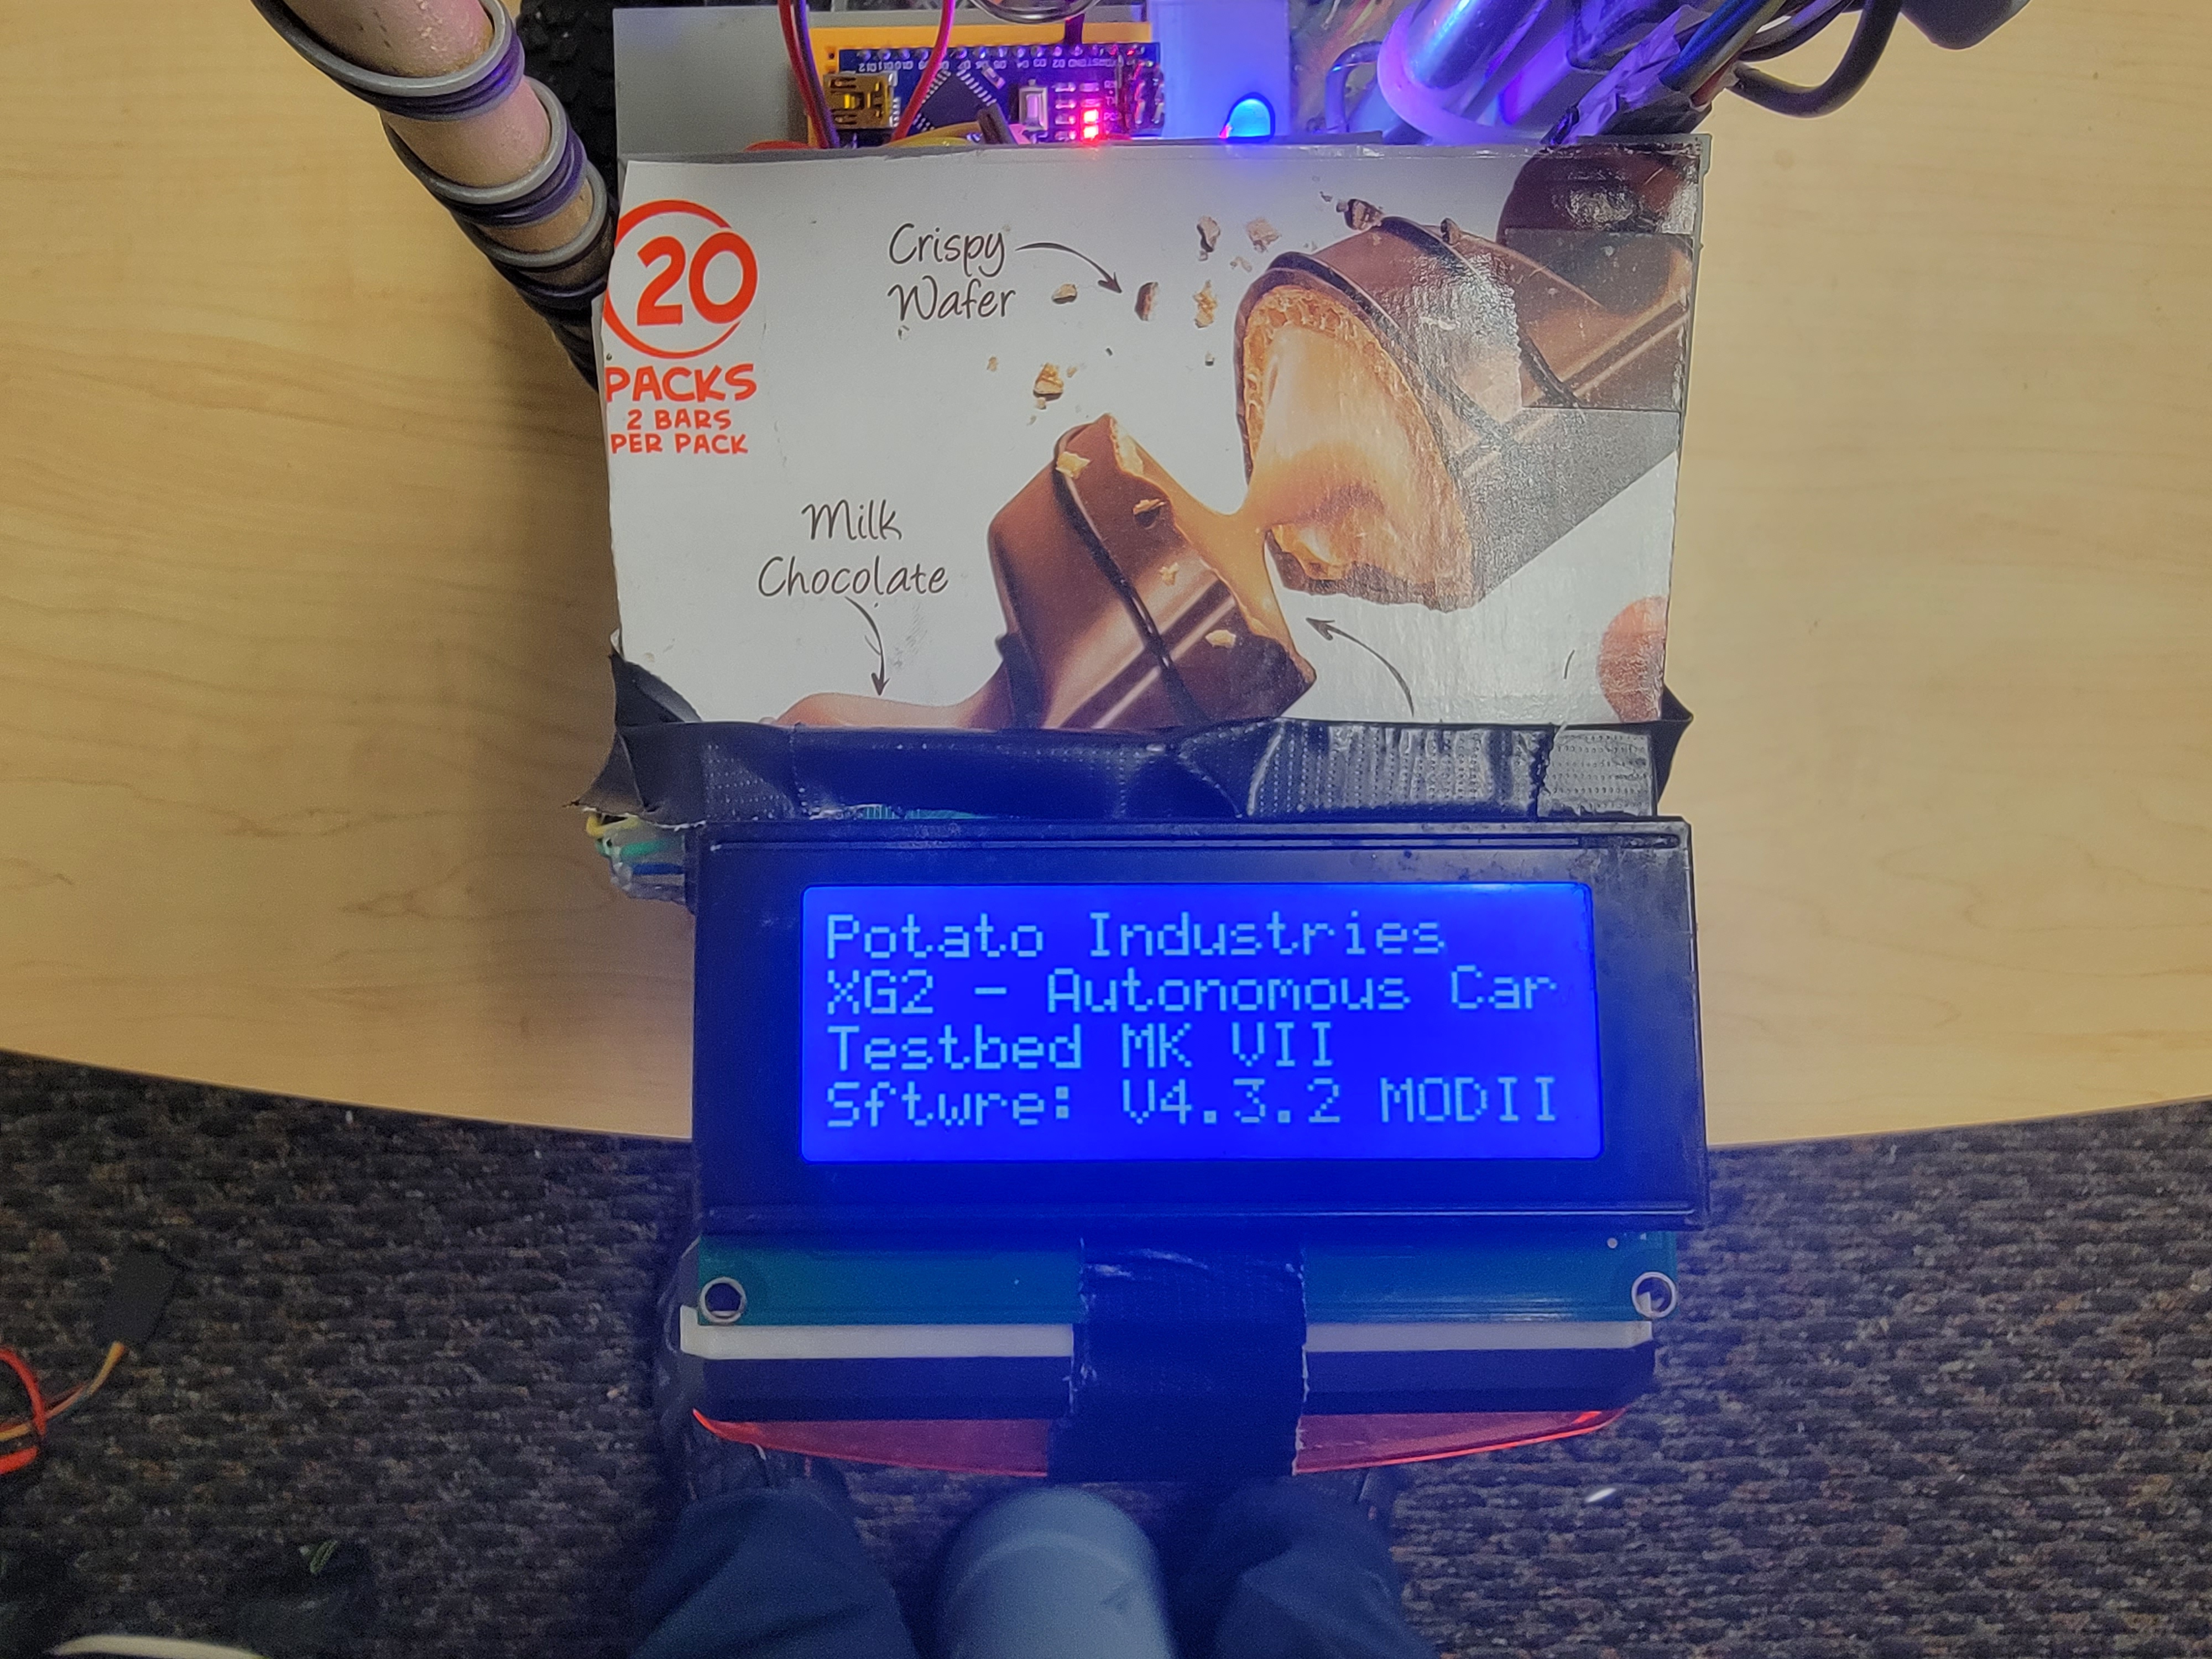 20
PACKS
2 BARS
PER PACK
Crispy
Wafer
Milk
Chocolate
Potato Industries
XG2 - Autonomous Car
Testbed MK VII
Sftwre: V4.3.2 MODII